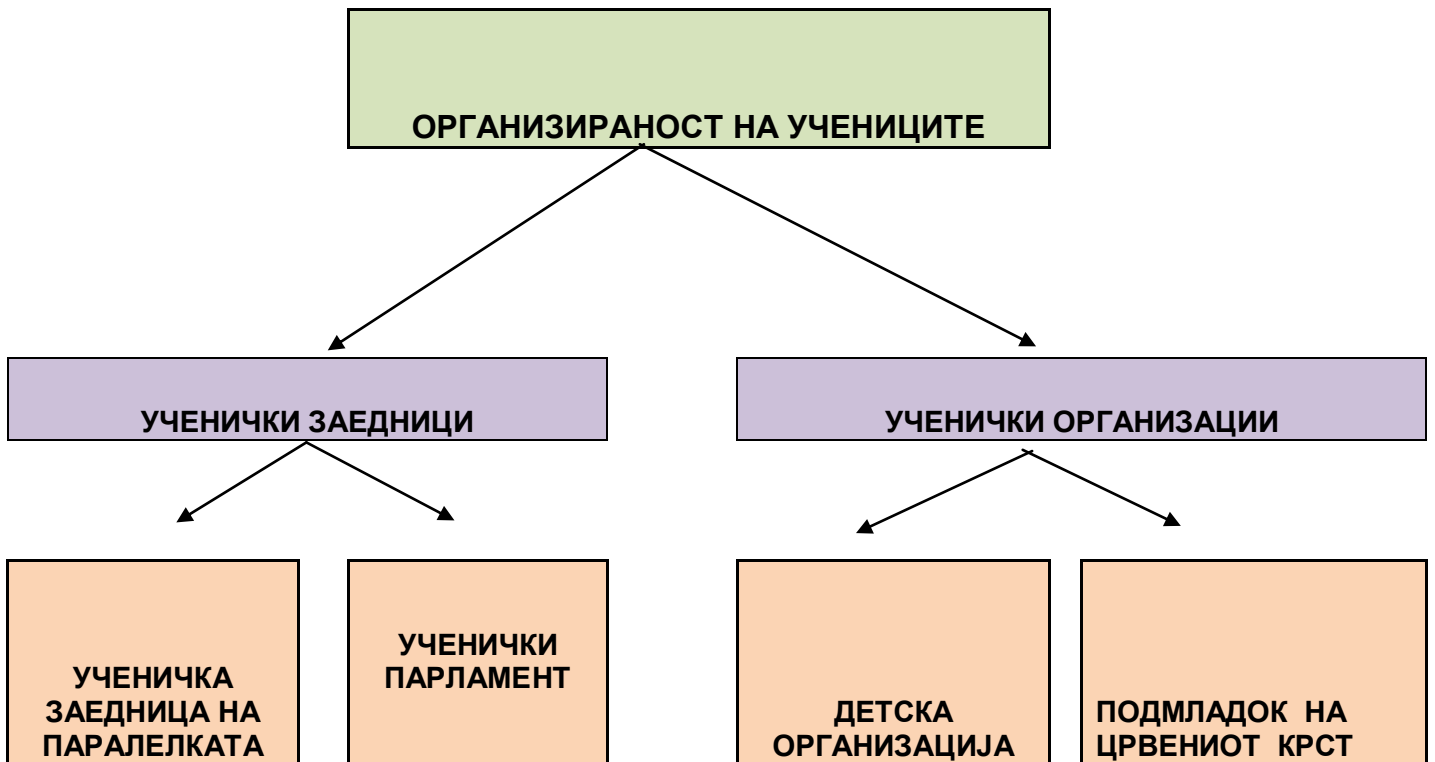 ОРГАНИЗИРАНОСТ НА УЧЕНИЦИТЕ
УЧЕНИЧКИ ЗАЕДНИЦИ
УЧЕНИЧКИ ОРГАНИЗАЦИИ
УЧЕНИЧКА
ЗАЕДНИЦА НА
ПАРАЛЕЛКАТА
УЧЕНИЧКИ
ПАРЛАМЕНТ
ДЕТСКА
ОРГАНИЗАЦИЈА
ПОДМЛАДОК НА
ЦРВЕНИОТ КРСТ